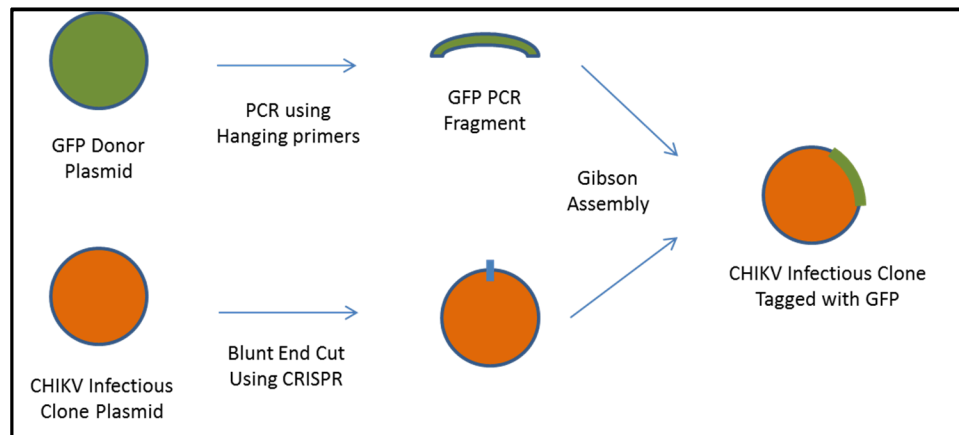 GFP Donor
Plasmid
PCR using
Hanging primers
GFP PCR
Fragment
Gibson
Assembly
CHIKV Infectious
Clone Plasmid
Blunt End Cut
Using CRISPR
CHIKV Infectious Clone
Tagged with GFP